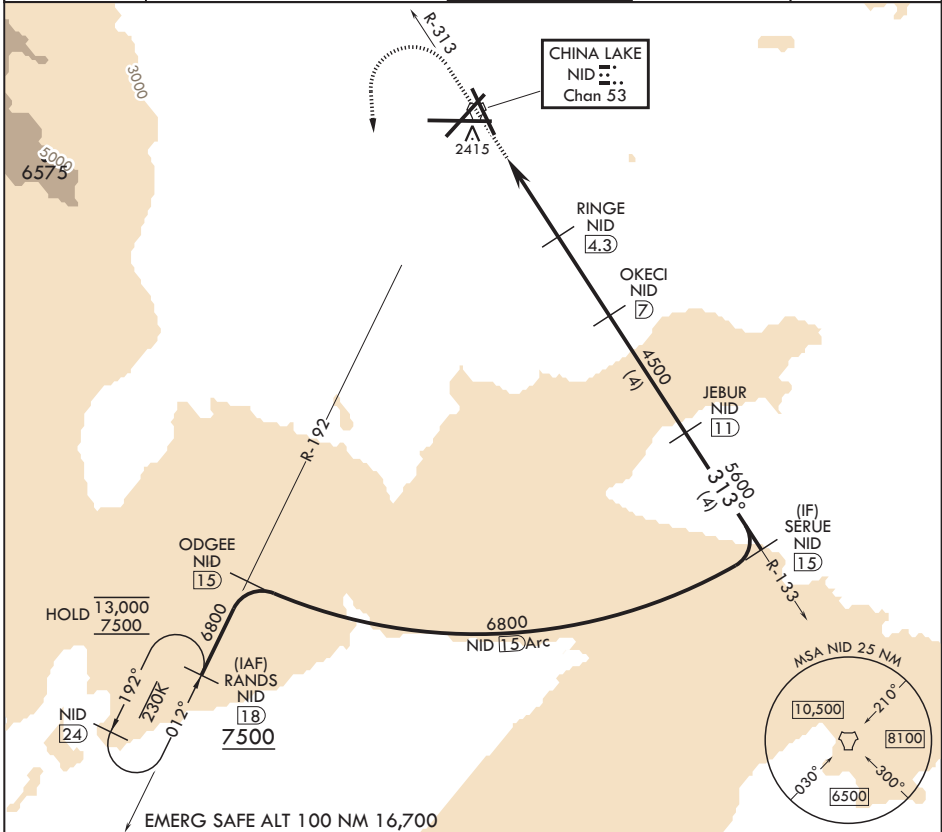 R-313
CHINA LAKE
NID
Chan 53
3000
5000
6575
2415
RINGE
NID
4.3
OKECI
NID
7
4500
(4)
JEBUR
NID
11
R-192
5600
313°
(4)
(IF)
SERUE
NID
15
R-133
ODGEE
NID
15
HOLD 13,000
7500
6800
6800
NID 15 Arc
192°
230K
012°
(IAF)
RANDS
NID
18
7500
NID
24
MSA NID 25 NM
210°
10,500
8100
030°
300°
6500
EMERG SAFE ALT 100 NM 16,700